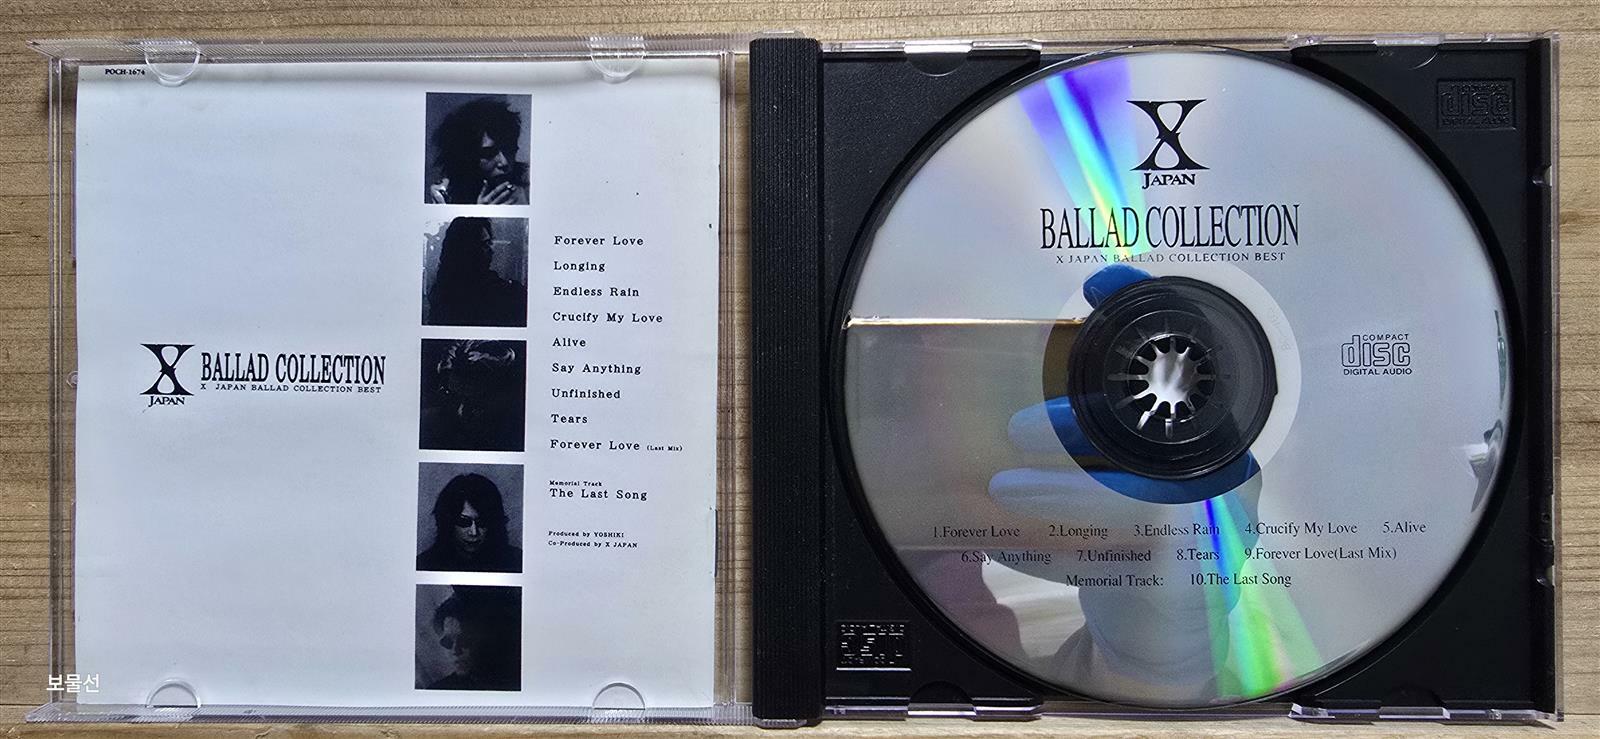 POCH-1674
X
JAPAN
BALLAD COLLECTION
X JAPAN BALLAD COLLECTION BEST
Forever Love
Longing
Endless Rain
Crucify My Love
Alive
Say Anything
Unfinished
Tears
Forever Love (Last Mix)
Memorial Track
The Last Song
Produced by YOSHIKI
Co-Produced by X JAPAN
보물선
X
JAPAN
BALLAD COLLECTION
X JAPAN BALLAD COLLECTION BEST
COMPACT
disc
DIGITAL AUDIO
1.Forever Love 2.Longing 3.Endless Rain 4.Crucify My Love 5.Alive
6.Say Anything 7.Unfinished 8.Tears 9.Forever Love(Last Mix)
Memorial Track: 10.The Last Song
disc
DIGITAL AUDIO